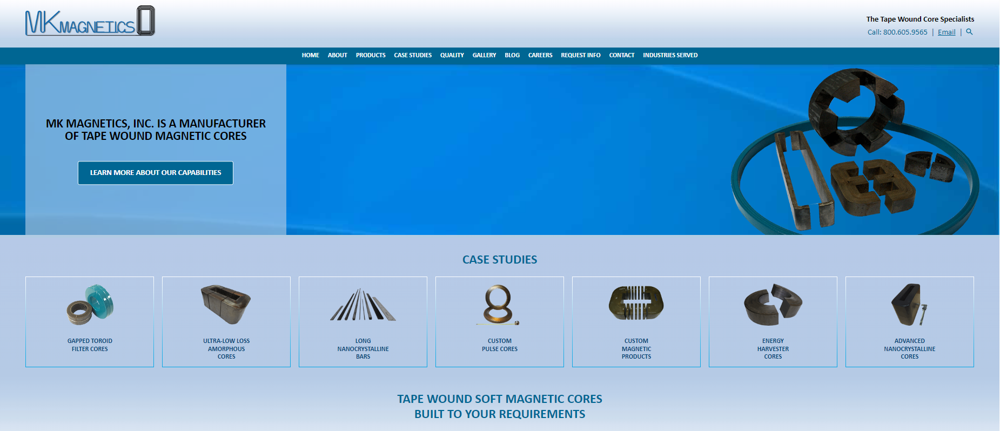 MK MAGNETICS
The Tape Wound Core Specialists
Call: 800.605.9565 | Email |
HOME ABOUT PRODUCTS CASE STUDIES QUALITY GALLERY BLOG CAREERS REQUEST INFO CONTACT INDUSTRIES SERVED
MK MAGNETICS, INC. IS A MANUFACTURER
OF TAPE WOUND MAGNETIC CORES
LEARN MORE ABOUT OUR CAPABILITIES
CASE STUDIES
GAPPED TOROID
FILTER CORES
ULTRA-LOW LOSS
AMORPHOUS
CORES
LONG
NANOCRYSTALLINE
BARS
CUSTOM
PULSE CORES
CUSTOM
MAGNETIC
PRODUCTS
ENERGY
HARVESTER
CORES
ADVANCED
NANOCRYSTALLINE
CORES
TAPE WOUND SOFT MAGNETIC CORES
BUILT TO YOUR REQUIREMENTS